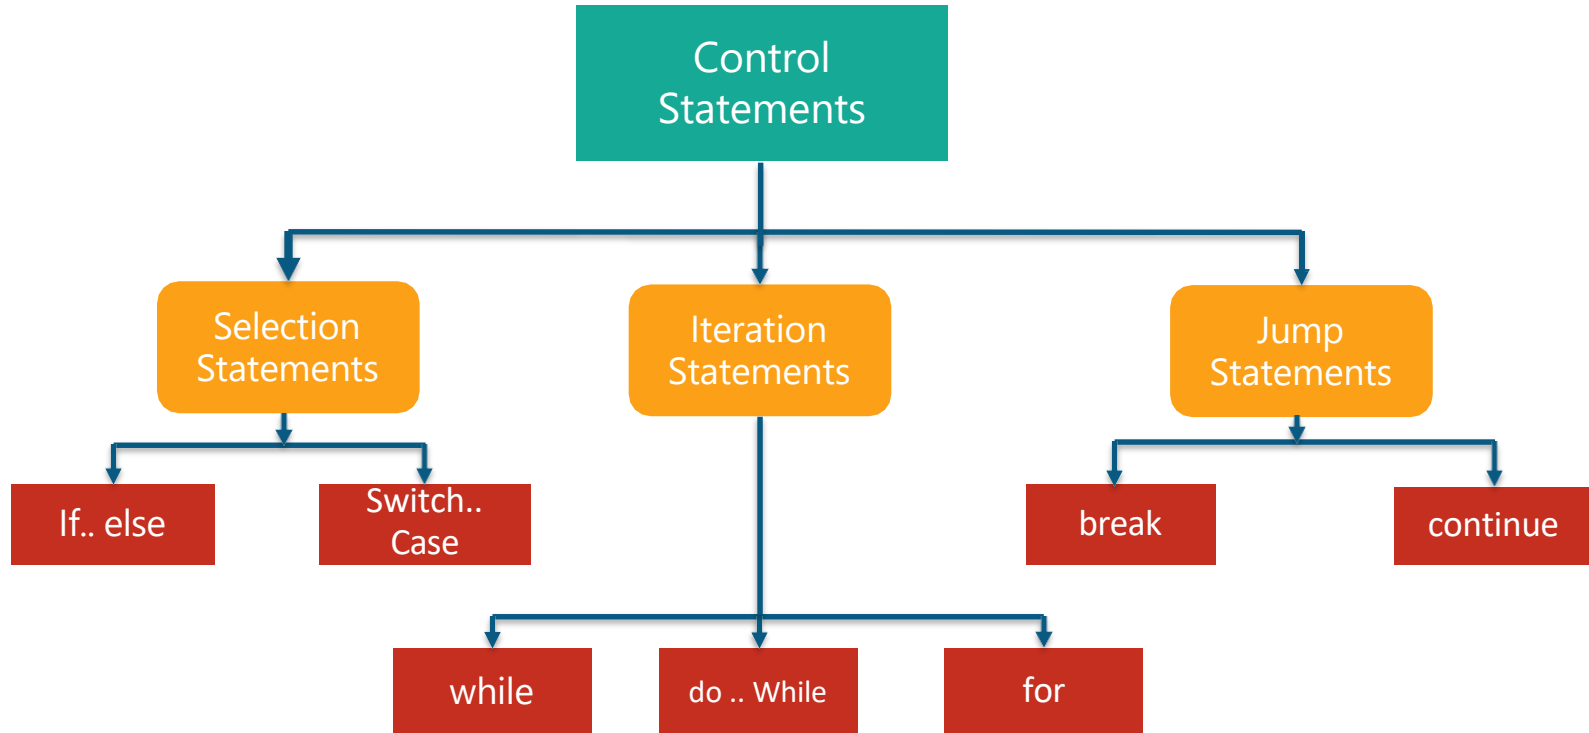 Control
Statements
Selection
Statements
Iteration
Statements
Jump
Statements
If.. else
Switch..
Case
break
continue
while
do .. While
for